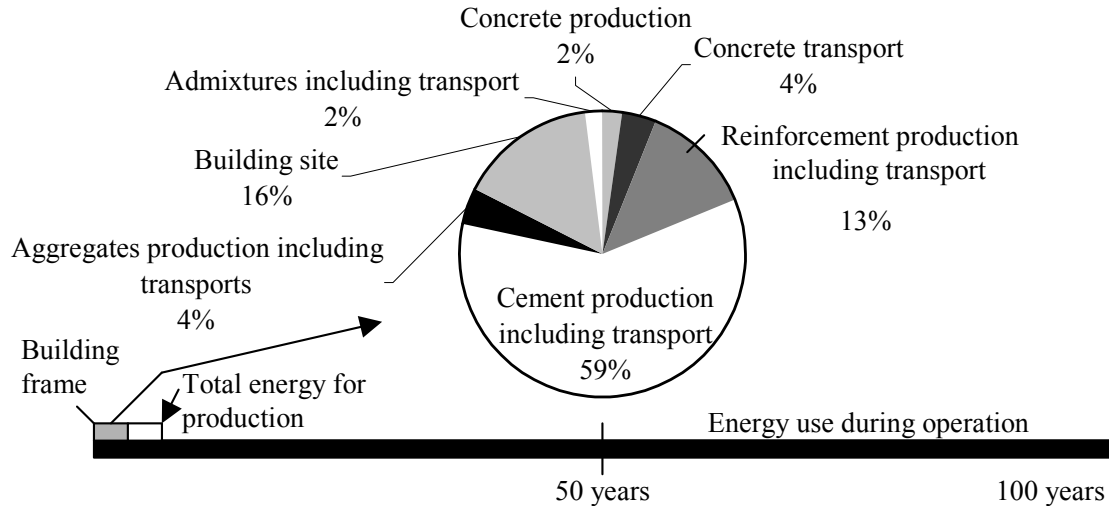 Concrete production
2%
Concrete transport
4%
Admixtures including transport
2%
Reinforcement production
including transport
13%
Building site
16%
Aggregates production including
transports
4%
Cement production
including transport
59%
Building
frame
Total energy for
production
Energy use during operation
50 years
100 years